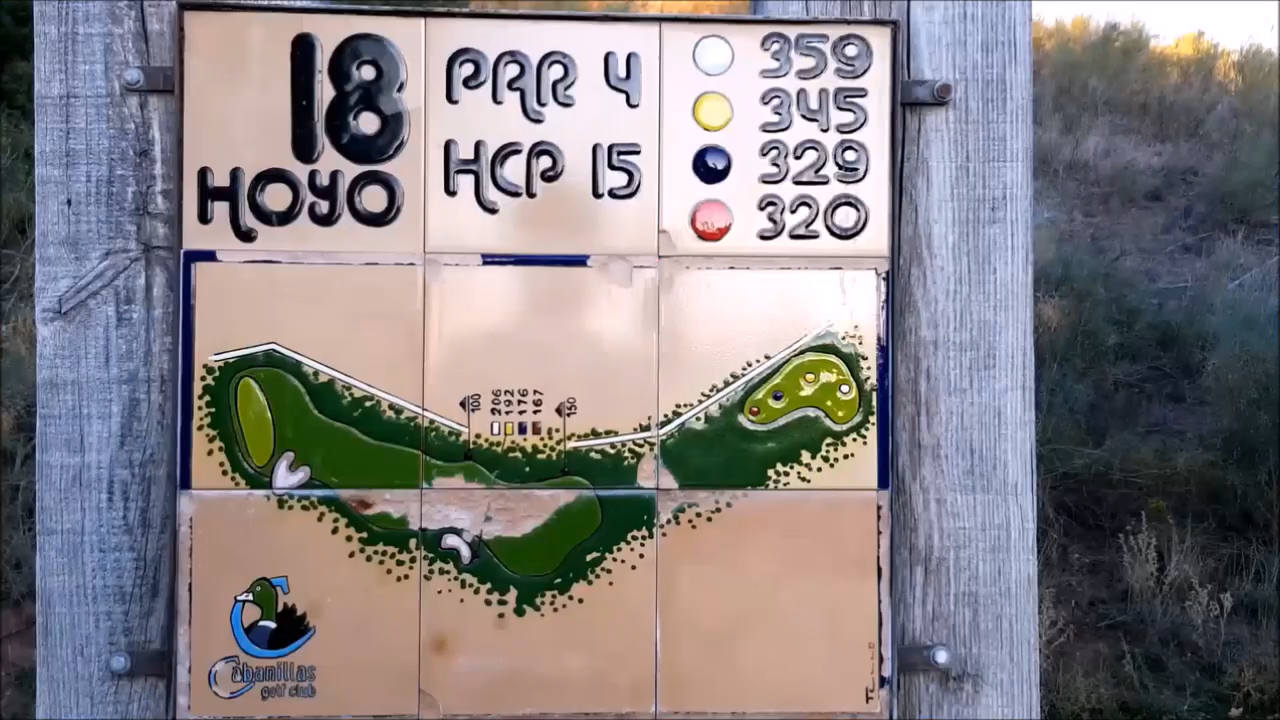 18
HOYO
PAR 4
HCP 15
359
345
329
320
100
206
192
176
167
150
Cabanillas
golf club